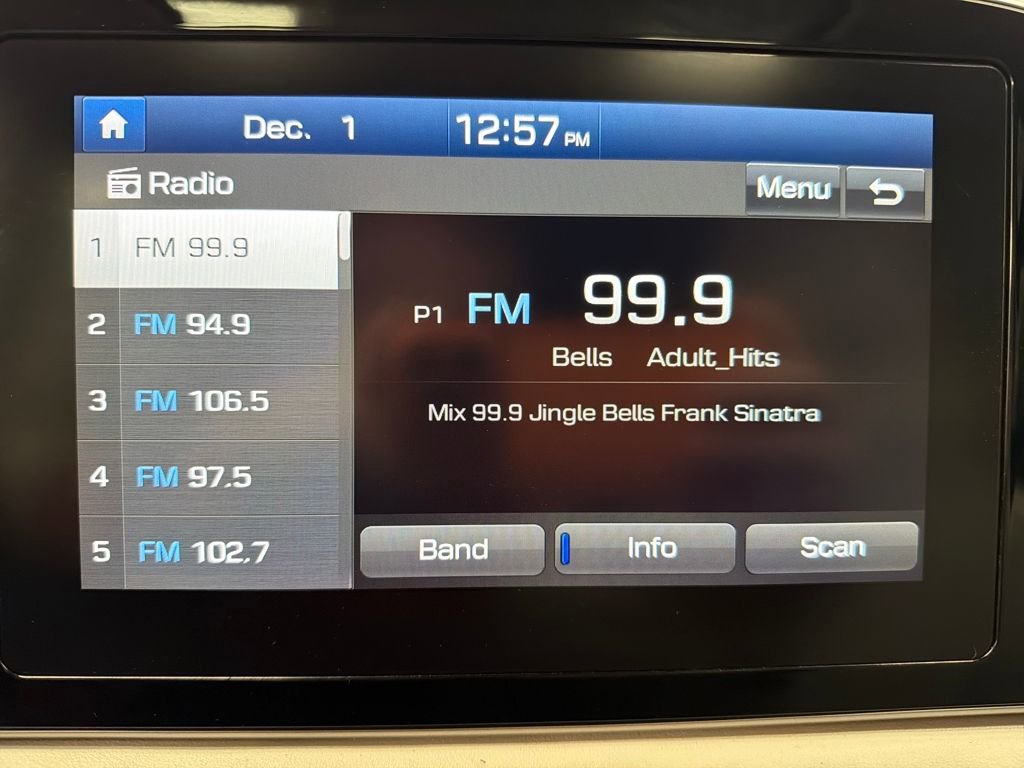 Dec. 1 12:57 PM
Radio Menu
1 FM 99.9
2 FM 94.9
3 FM 106.5
4 FM 97.5
5 FM 102.7
P1 FM 99.9
Bells Adult_Hits
Mix 99.9 Jingle Bells Frank Sinatra
Band Info Scan